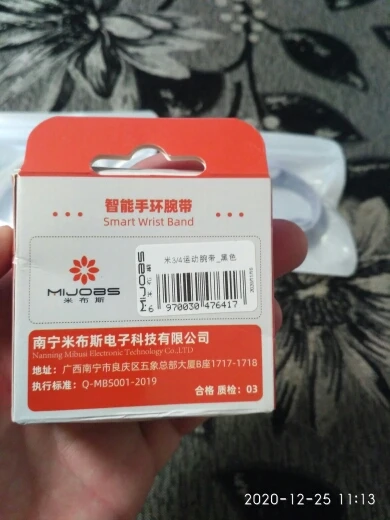 智能手环腕带
Smart Wrist Band
MIJOBS
米布斯
MIJOBS
米3/4运动腕带_黑色
6 970030 476417
南宁米布斯电子科技有限公司
Nanning Mibusi Electronic Technology Co.,LTD
地址：广西南宁市良庆区五象总部大厦B座1717-1718
执行标准：Q-MBS001-2019
合格 质检：03
2020-12-25 11:13